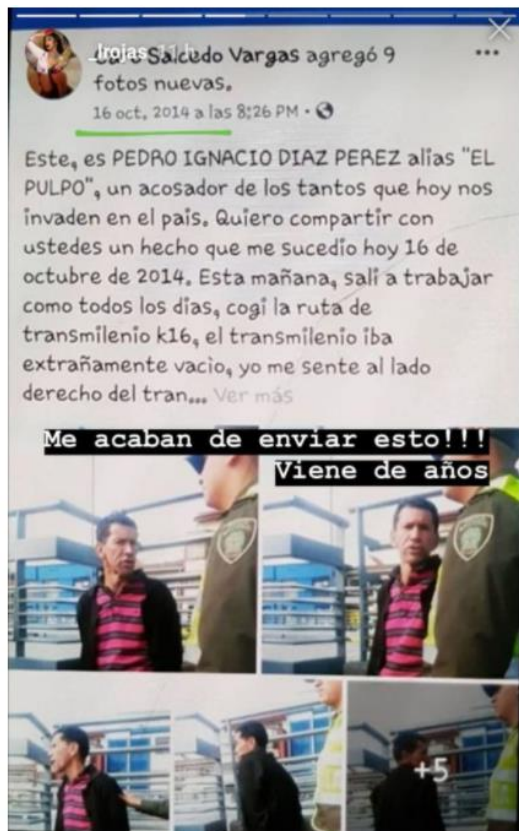 _lrojas 11 h
Salcedo Vargas agregó 9
fotos nuevas.
16 oct. 2014 a las 8:26 PM ·
Este, es PEDRO IGNACIO DIAZ PEREZ alias "EL
PULPO", un acosador de los tantos que hoy nos
invaden en el pais. Quiero compartir con
ustedes un hecho que me sucedio hoy 16 de
octubre de 2014. Esta mañana, sali a trabajar
como todos los dias, cogi la ruta de
transmilenio k16, el transmilenio iba
extrañamente vacio, yo me sente al lado
derecho del tran... Ver más
Me acaban de enviar esto!!!
Viene de años
+5